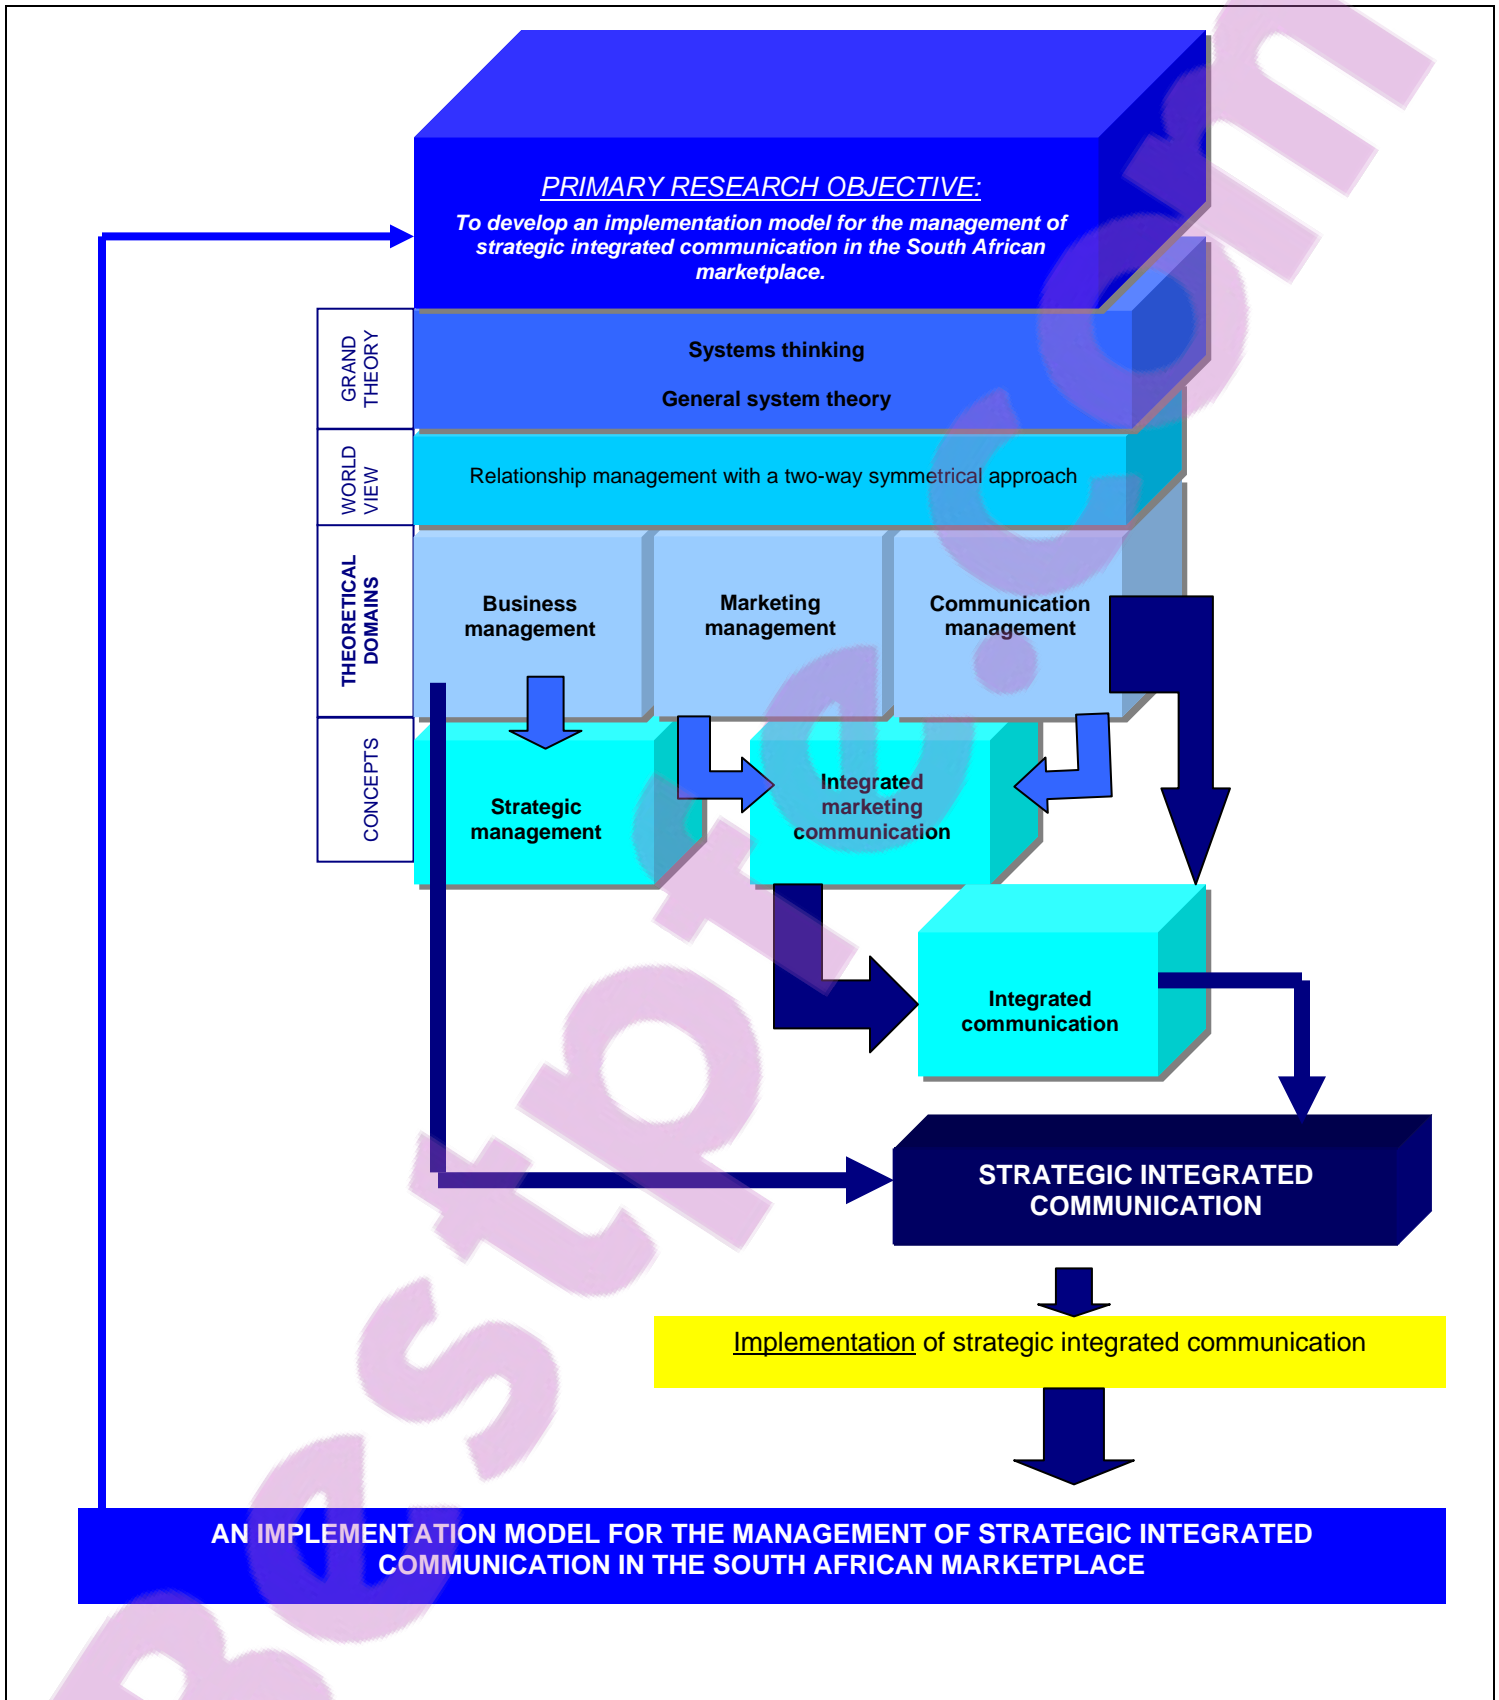 PRIMARY RESEARCH OBJECTIVE:
To develop an implementation model for the management of
strategic integrated communication in the South African
marketplace.
GRAND
THEORY
Systems thinking
General system theory
WORLD
VIEW
Relationship management with a two-way symmetrical approach
THEORETICAL
DOMAINS
Business
management
Marketing
management
Communication
management
CONCEPTS
Strategic
management
Integrated
marketing
communication
Integrated
communication
STRATEGIC INTEGRATED
COMMUNICATION
Implementation of strategic integrated communication
AN IMPLEMENTATION MODEL FOR THE MANAGEMENT OF STRATEGIC INTEGRATED
COMMUNICATION IN THE SOUTH AFRICAN MARKETPLACE
Bestpfe.com